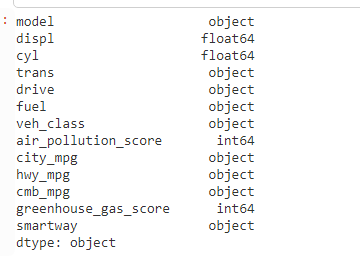 : model object
displ float64
cyl float64
trans object
drive object
fuel object
veh_class object
air_pollution_score int64
city_mpg object
hwy_mpg object
cmb_mpg object
greenhouse_gas_score int64
smartway object
dtype: object